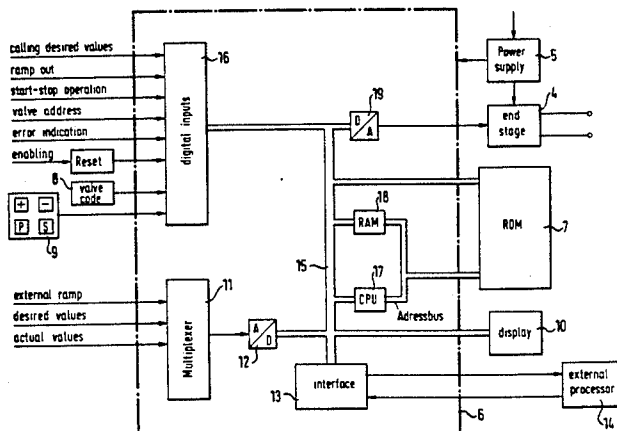 calling desired values
ramp out
start-stop operation
valve address
error indication
enabling
Reset
8
valve code
+ -
P S
9
16
digital inputs
D
A
19
Power supply
5
4
end stage
18
RAM
ROM
7
15
17
CPU
Adressbus
external ramp
desired values
actual values
11
Multiplexer
A
D
12
display
10
interface
13
6
external processor
14